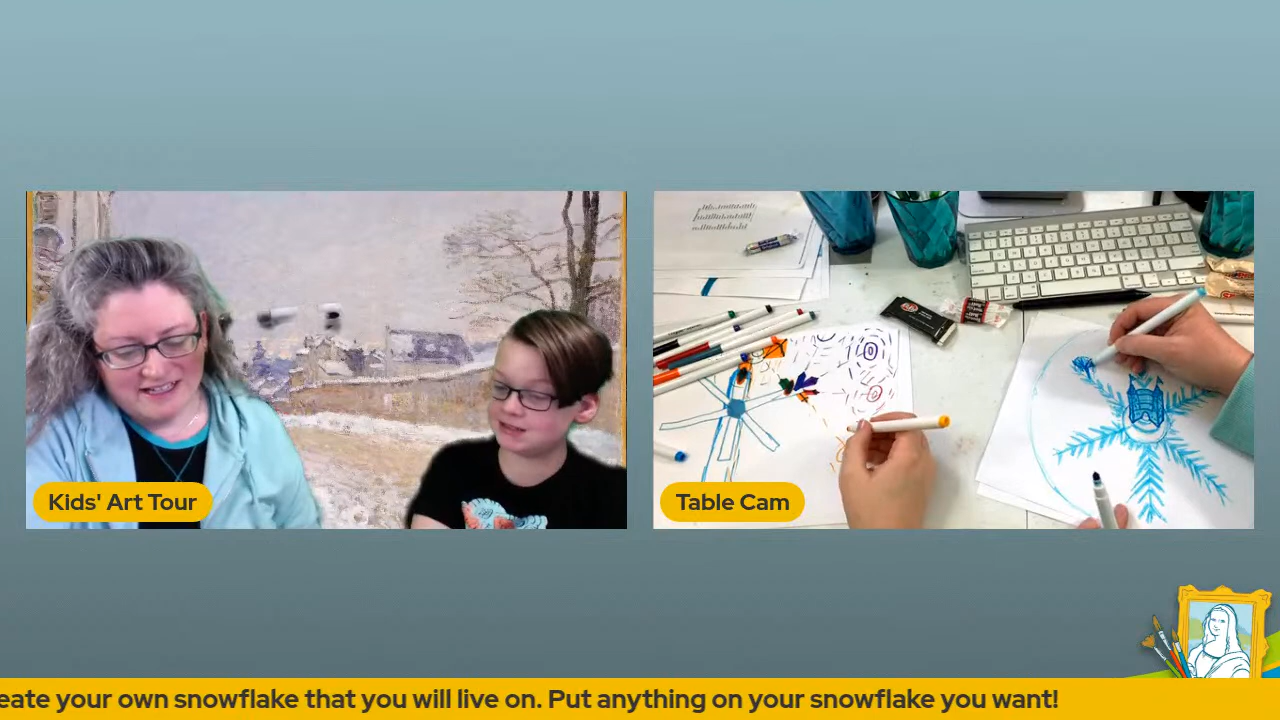 Kids' Art Tour
Table Cam
eate your own snowflake that you will live on. Put anything on your snowflake you want!